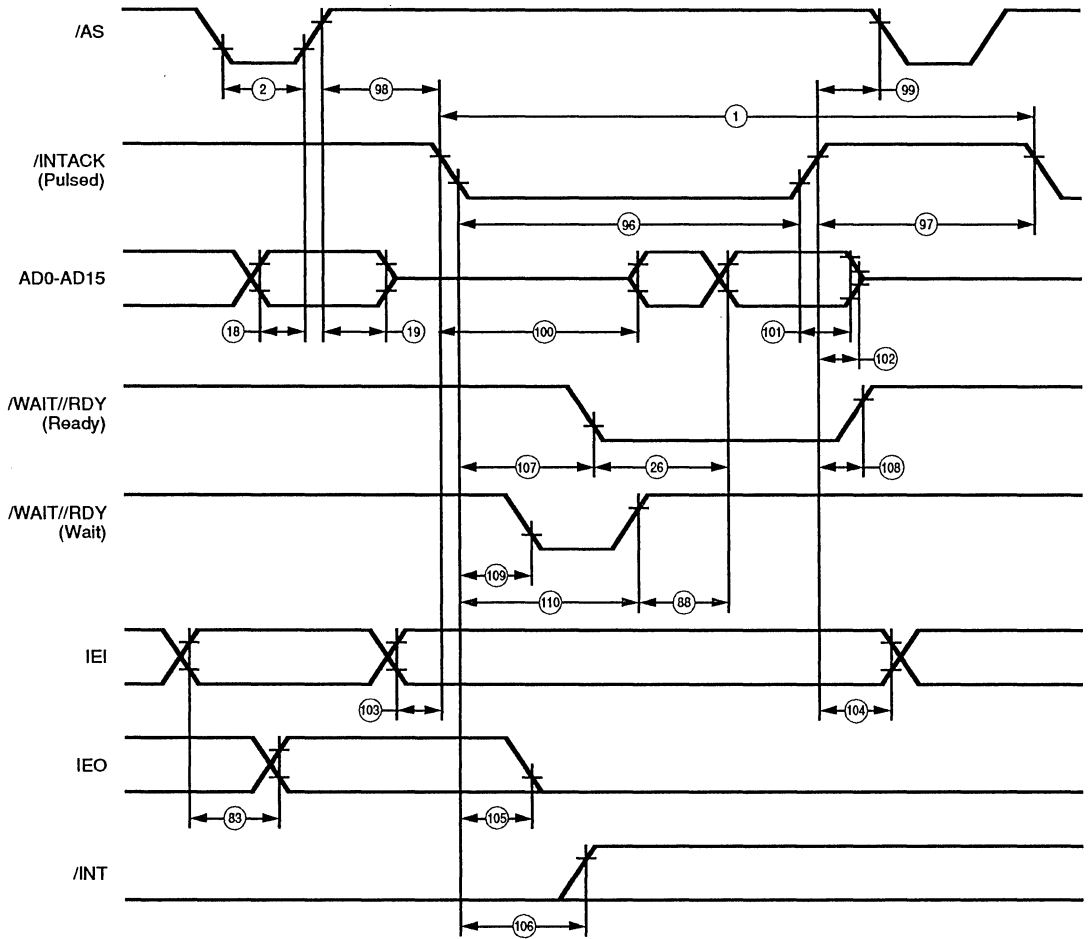 /AS
2
98
99
1
/INTACK
(Pulsed)
96
97
AD0-AD15
18
19
100
101
102
/WAIT//RDY
(Ready)
107
26
108
/WAIT//RDY
(Wait)
109
110
88
IEI
103
104
IEO
83
105
/INT
106